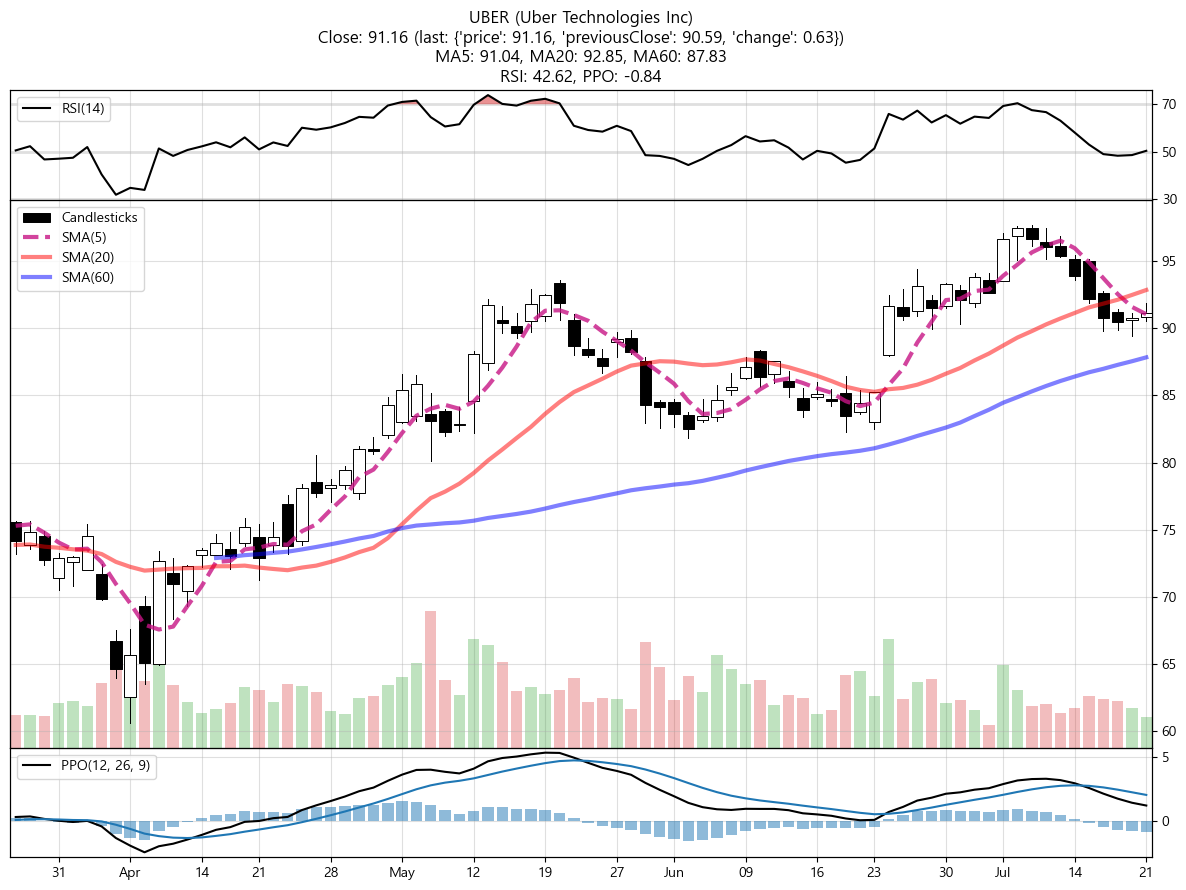 UBER (Uber Technologies Inc)
Close: 91.16 (last: {'price': 91.16, 'previousClose': 90.59, 'change': 0.63})
MA5: 91.04, MA20: 92.85, MA60: 87.83
RSI: 42.62, PPO: -0.84
RSI(14)
70
50
30
Candlesticks
SMA(5)
SMA(20)
SMA(60)
95
90
85
80
75
70
65
60
PPO(12, 26, 9)
5
0
31 Apr 14 21 28 May 12 19 27 Jun 09 16 23 30 Jul 14 21